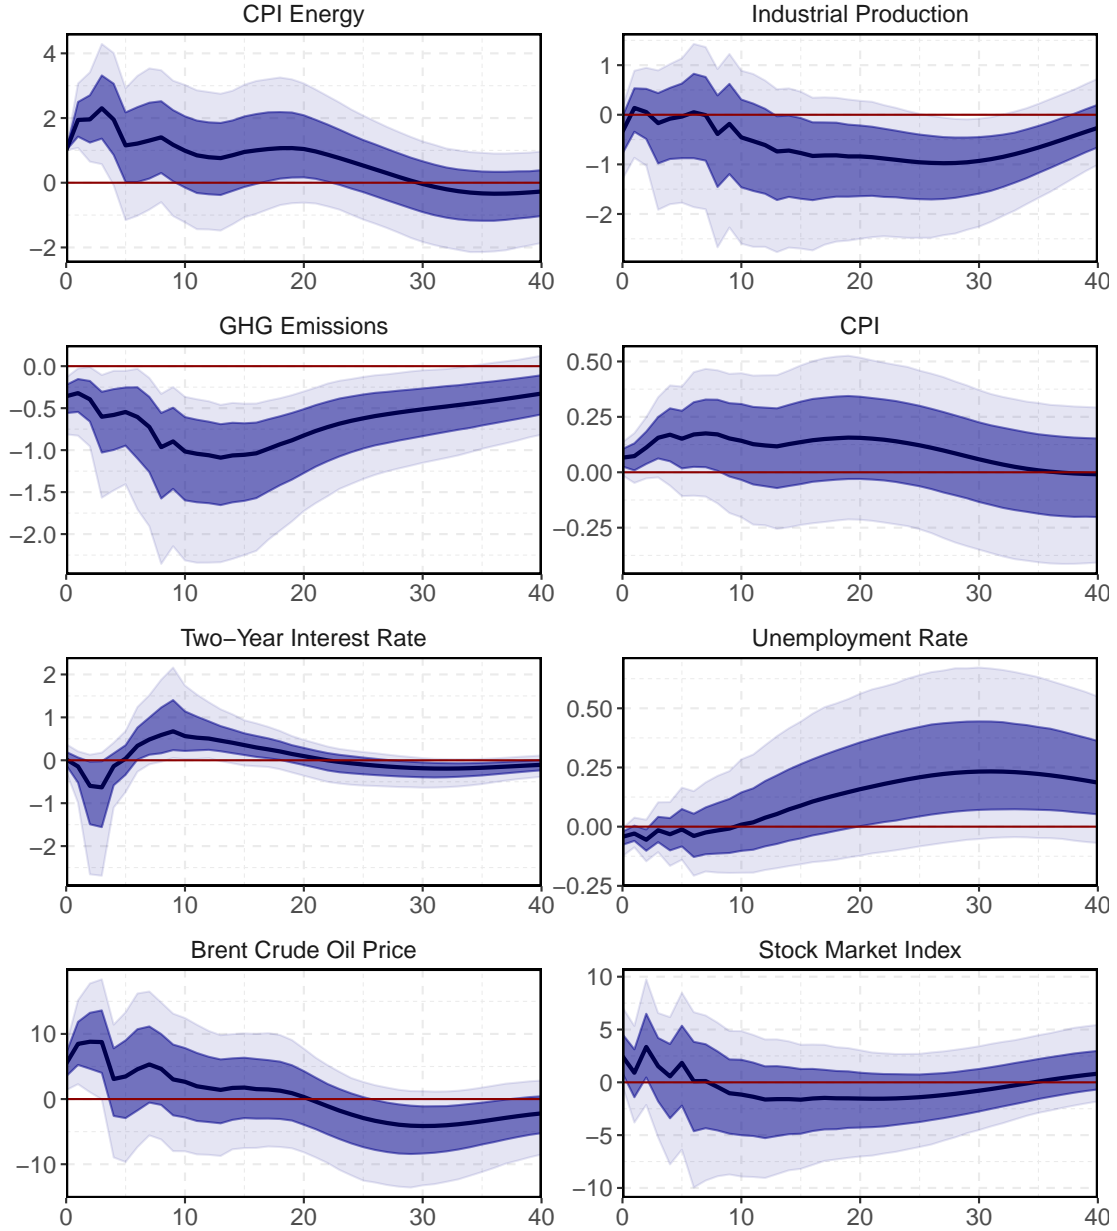 CPI Energy
4
2
0
−2
0 10 20 30 40
Industrial Production
1
0
−1
−2
0 10 20 30 40
GHG Emissions
0.0
−0.5
−1.0
−1.5
−2.0
0 10 20 30 40
CPI
0.50
0.25
0.00
−0.25
0 10 20 30 40
Two−Year Interest Rate
2
1
0
−1
−2
0 10 20 30 40
Unemployment Rate
0.50
0.25
0.00
−0.25
0 10 20 30 40
Brent Crude Oil Price
10
0
−10
0 10 20 30 40
Stock Market Index
10
5
0
−5
−10
0 10 20 30 40